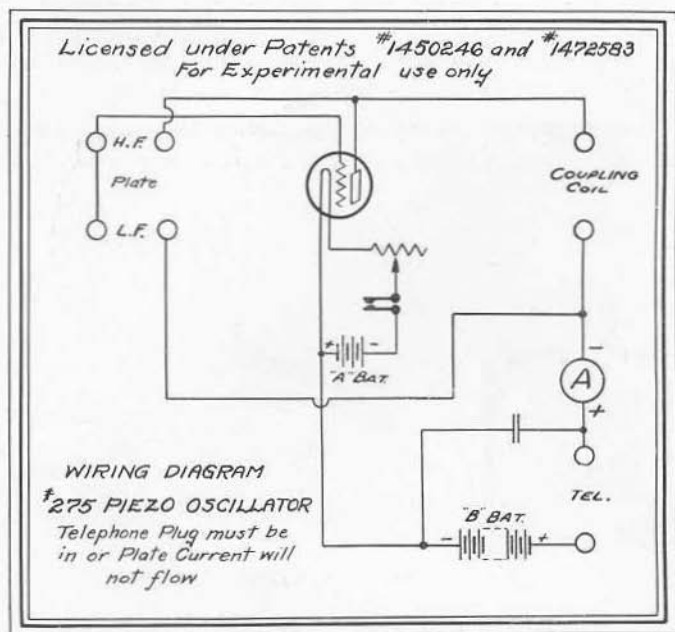 Licensed under Patents #1450246 and #1472583
For Experimental use only
H.F.
Plate
L.F.
COUPLING
COIL
+ -
"A" BAT.
-
A
+
TEL.
"B" BAT.
- +
WIRING DIAGRAM
#275 PIEZO OSCILLATOR
Telephone Plug must be
in or Plate Current will
not flow